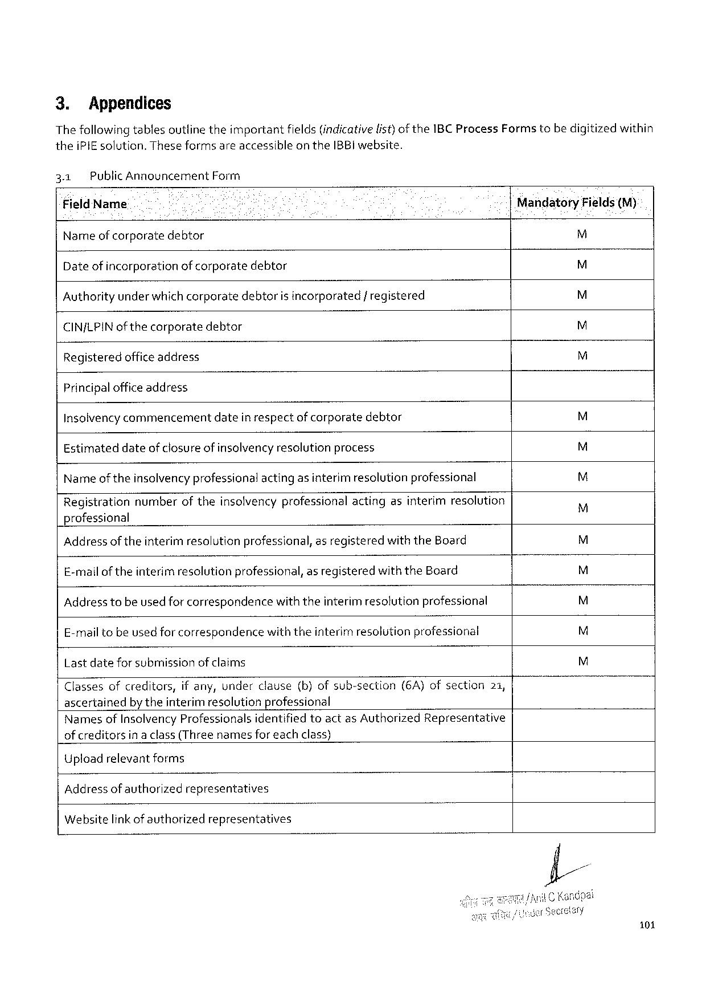 3. Appendices
The following tables outline the important fields (indicative list) of the IBC Process Forms to be digitized within
the iPIE solution. These forms are accessible on the IBBI website.
3.1 Public Announcement Form
Field Name Mandatory Fields (M)
Name of corporate debtor M
Date of incorporation of corporate debtor M
Authority under which corporate debtor is incorporated / registered M
CIN/LPIN of the corporate debtor M
Registered office address M
Principal office address
Insolvency commencement date in respect of corporate debtor M
Estimated date of closure of insolvency resolution process M
Name of the insolvency professional acting as interim resolution professional M
Registration number of the insolvency professional acting as interim resolution
professional M
Address of the interim resolution professional, as registered with the Board M
E-mail of the interim resolution professional, as registered with the Board M
Address to be used for correspondence with the interim resolution professional M
E-mail to be used for correspondence with the interim resolution professional M
Last date for submission of claims M
Classes of creditors, if any, under clause (b) of sub-section (6A) of section 21,
ascertained by the interim resolution professional
Names of Insolvency Professionals identified to act as Authorized Representative
of creditors in a class (Three names for each class)
Upload relevant forms
Address of authorized representatives
Website link of authorized representatives
/Anil C Kandpal
/Under Secretary
101